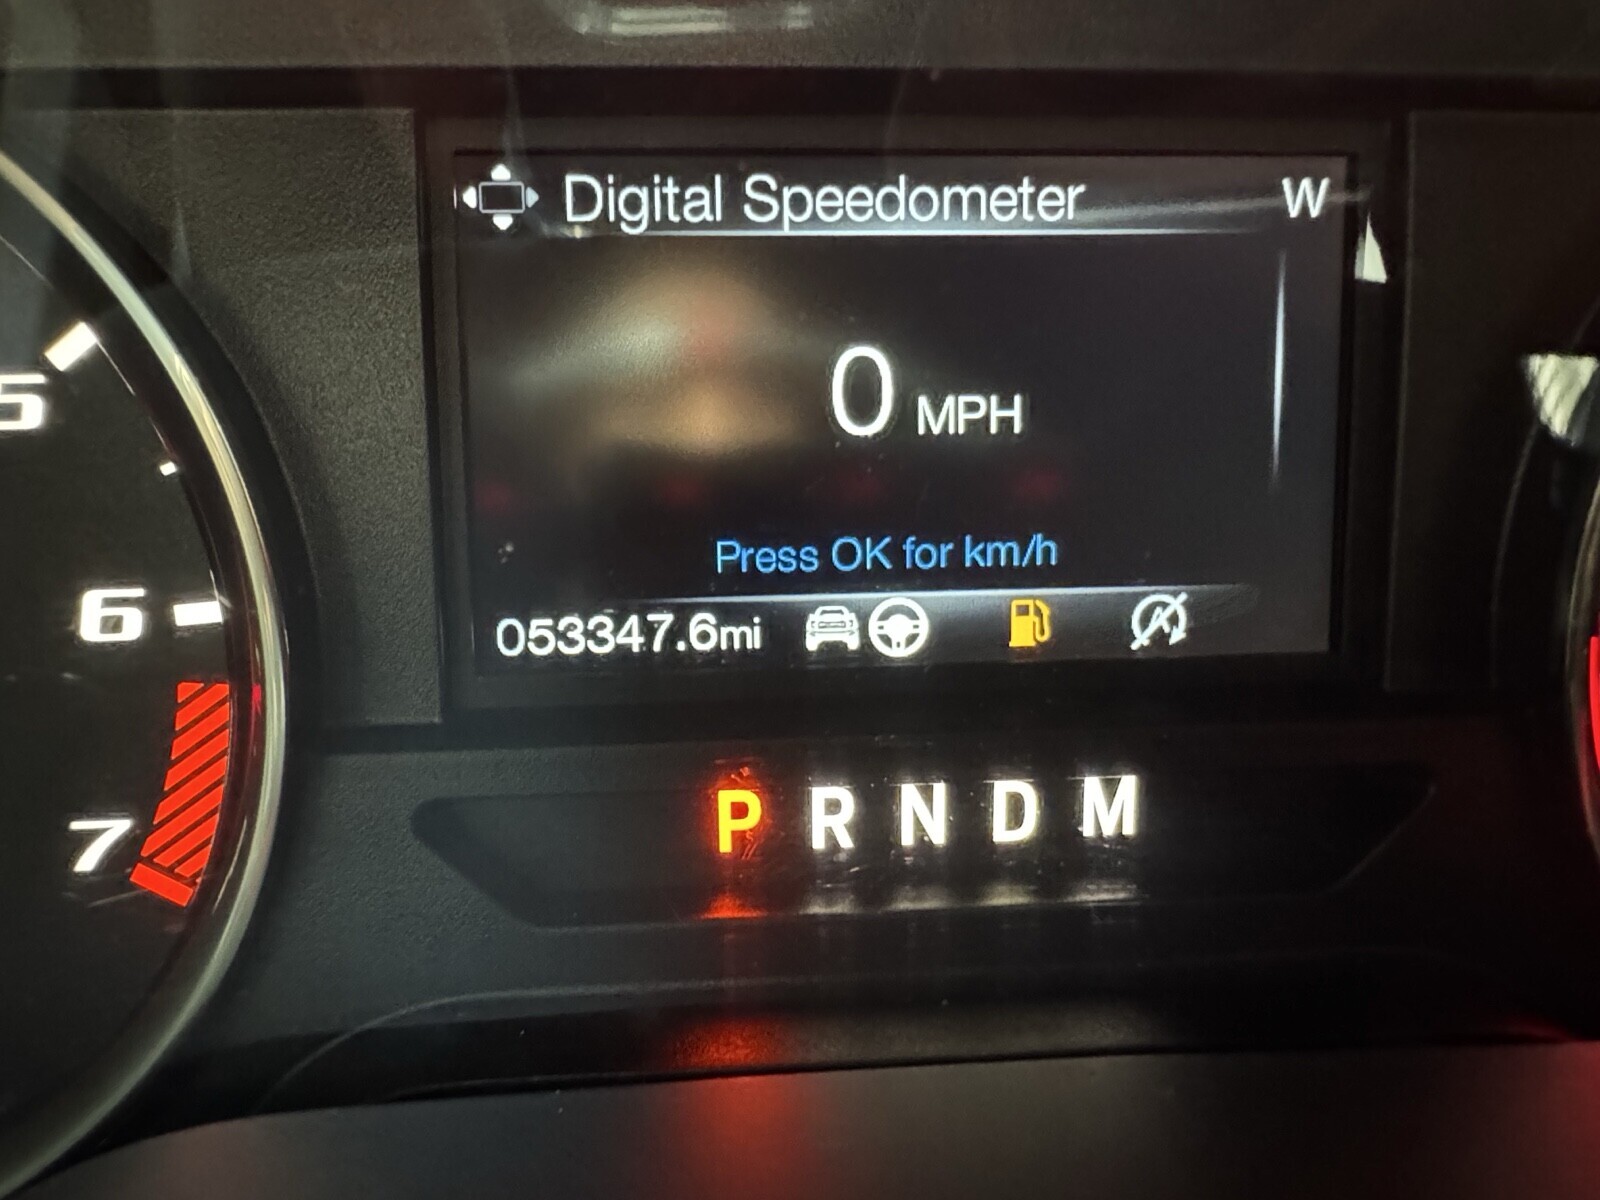 Digital Speedometer W
5
0 MPH
Press OK for km/h
6
053347.6mi
7
P R N D M